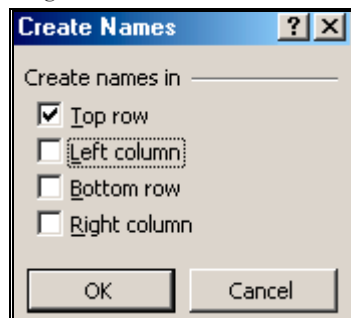 Create Names
Create names in
Top row
Left column
Bottom row
Right column
OK Cancel